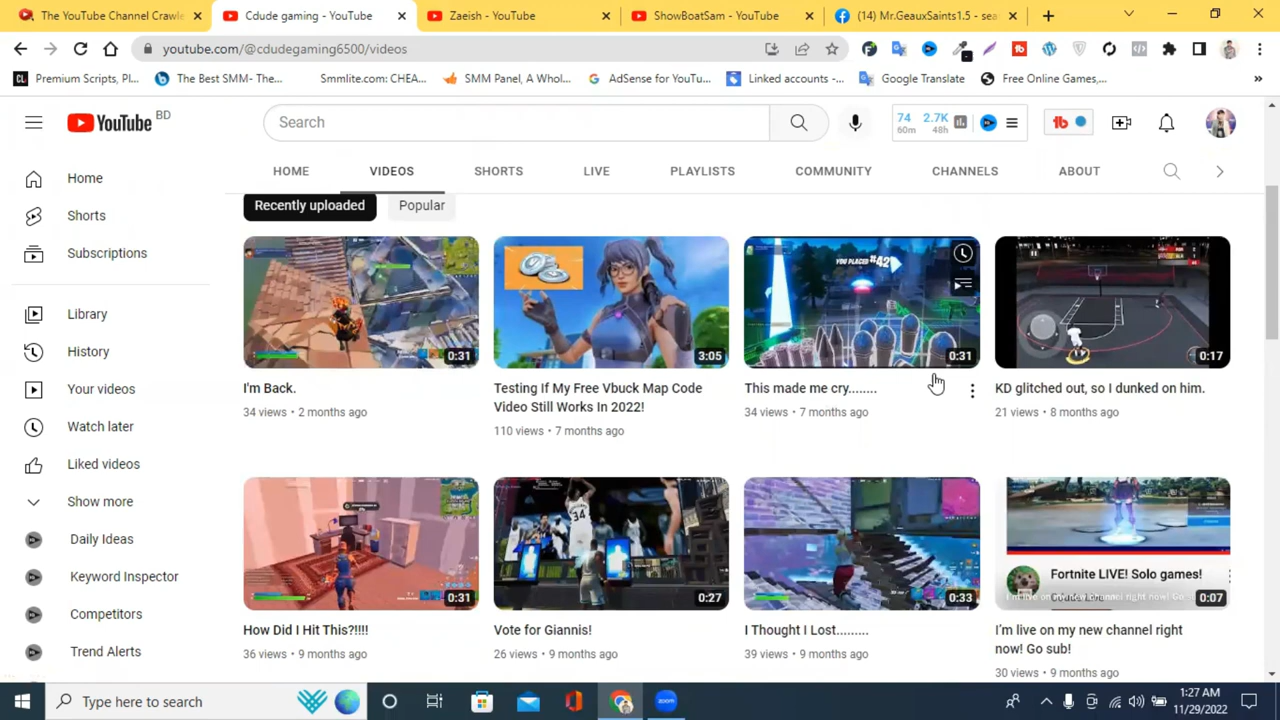 The YouTube Channel Crawle
Cdude gaming - YouTube
Zaeish - YouTube
ShowBoatSam - YouTube
(14) Mr.GeauxSaints1.5 - sea
youtube.com/@cdudegaming6500/videos
Premium Scripts, Pl...
The Best SMM- The...
Smmlite.com: CHEA...
SMM Panel, A Whol...
AdSense for YouTu...
Linked accounts -...
Google Translate
Free Online Games,...
YouTube BD
Search
74 60m
2.7K 48h
tb
HOME
VIDEOS
SHORTS
LIVE
PLAYLISTS
COMMUNITY
CHANNELS
ABOUT
Home
Shorts
Subscriptions
Library
History
Your videos
Watch later
Liked videos
Show more
Daily Ideas
Keyword Inspector
Competitors
Trend Alerts
Recently uploaded
Popular
0:31
I'm Back.
34 views • 2 months ago
3:05
Testing If My Free Vbuck Map Code
Video Still Works In 2022!
110 views • 7 months ago
YOU PLACED #42
0:31
This made me cry........
34 views • 7 months ago
0:17
KD glitched out, so I dunked on him.
21 views • 8 months ago
0:31
How Did I Hit This?!!!!
36 views • 9 months ago
34
0:27
Vote for Giannis!
26 views • 9 months ago
0:33
I Thought I Lost.........
39 views • 9 months ago
Fortnite LIVE! Solo games!
0:07
I'm live on my new channel right
now! Go sub!
30 views • 9 months ago
Type here to search
zoom
1:27 AM
11/29/2022